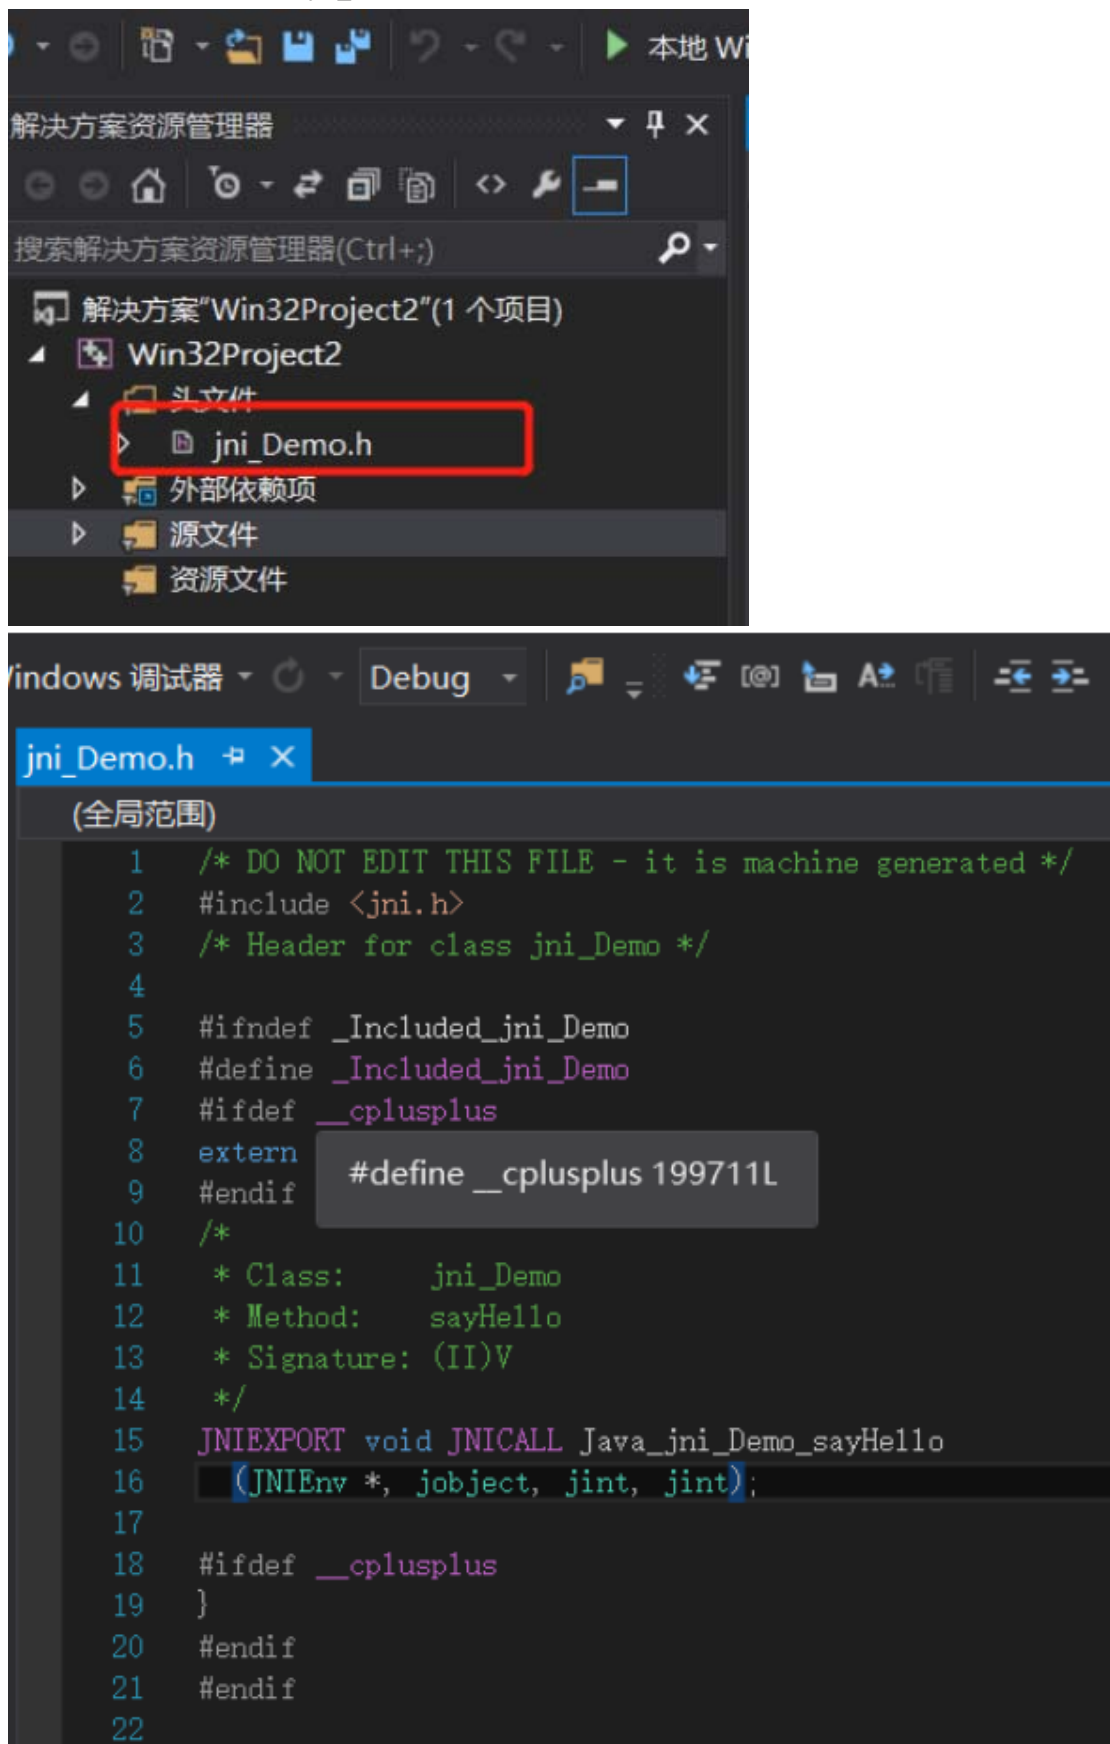 本地 Wi
解决方案资源管理器
搜索解决方案资源管理器(Ctrl+;)
解决方案"Win32Project2"(1 个项目)
Win32Project2
头文件
jni_Demo.h
外部依赖项
源文件
资源文件
indows 调试器 Debug
jni_Demo.h
(全局范围)
1 /* DO NOT EDIT THIS FILE - it is machine generated */
2 #include <jni.h>
3 /* Header for class jni_Demo */
4
5 #ifndef _Included_jni_Demo
6 #define _Included_jni_Demo
7 #ifdef __cplusplus
8 extern
#define __cplusplus 199711L
9 #endif
10 /*
11 * Class: jni_Demo
12 * Method: sayHello
13 * Signature: (II)V
14 */
15 JNIEXPORT void JNICALL Java_jni_Demo_sayHello
16 (JNIEnv *, jobject, jint, jint);
17
18 #ifdef __cplusplus
19 }
20 #endif
21 #endif
22